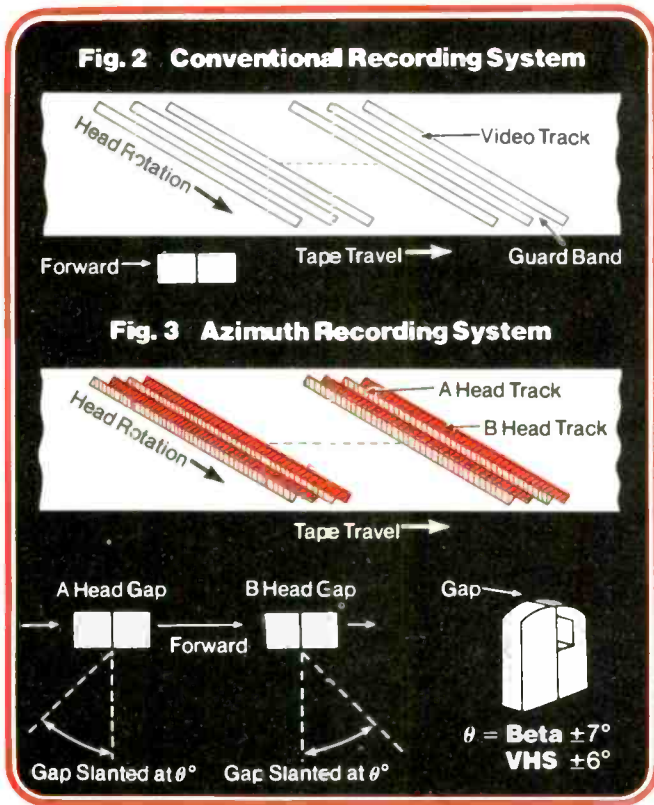 Fig. 2 Conventional Recording System
Head Rotation
Video Track
Forward
Tape Travel
Guard Band
Fig. 3 Azimuth Recording System
A Head Track
B Head Track
Head Rotation
Tape Travel
A Head Gap
B Head Gap
Gap
Forward
θ = Beta ±7°
VHS ±6°
Gap Slanted at θ°
Gap Slanted at θ°